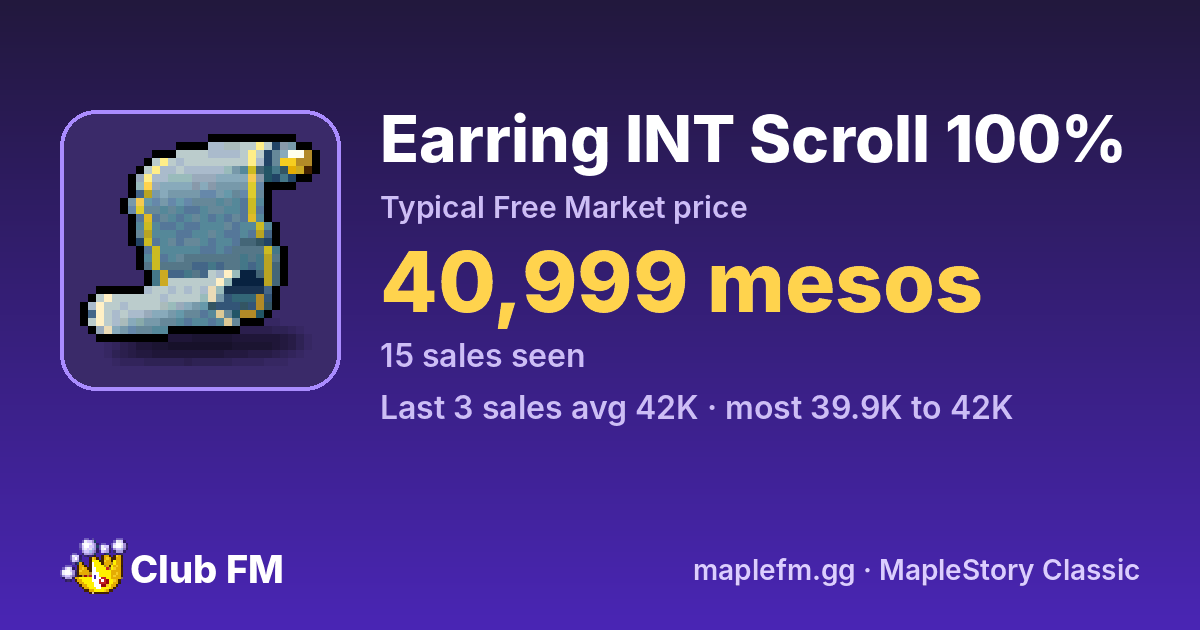 Earring INT Scroll 100%
Typical Free Market price
40,999 mesos
15 sales seen
Last 3 sales avg 42K · most 39.9K to 42K
Club FM
maplefm.gg · MapleStory Classic